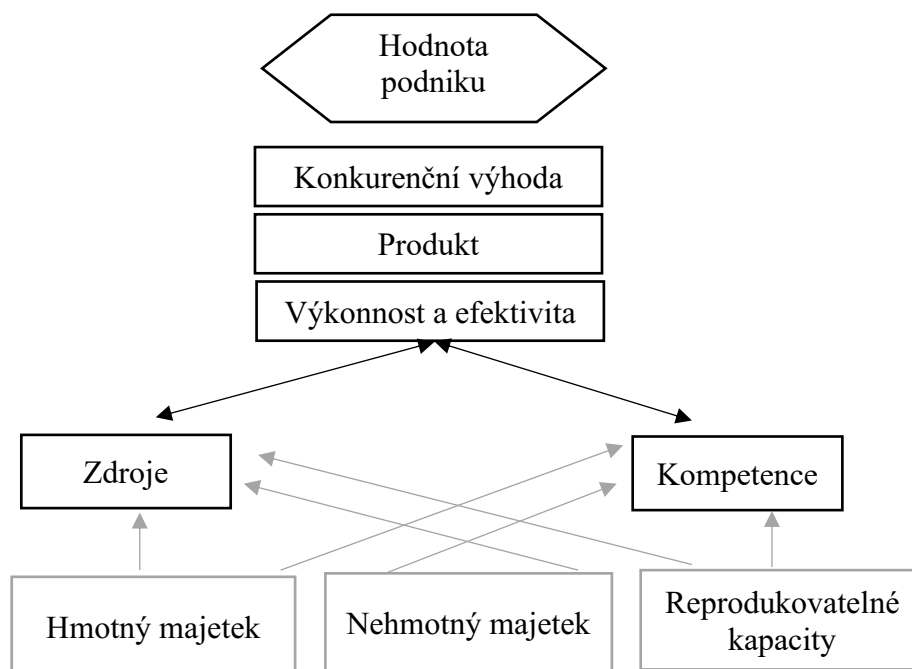 Hodnota
podniku
Konkurenční výhoda
Produkt
Výkonnost a efektivita
Zdroje
Kompetence
Hmotný majetek
Nehmotný majetek
Reprodukovatelné
kapacity